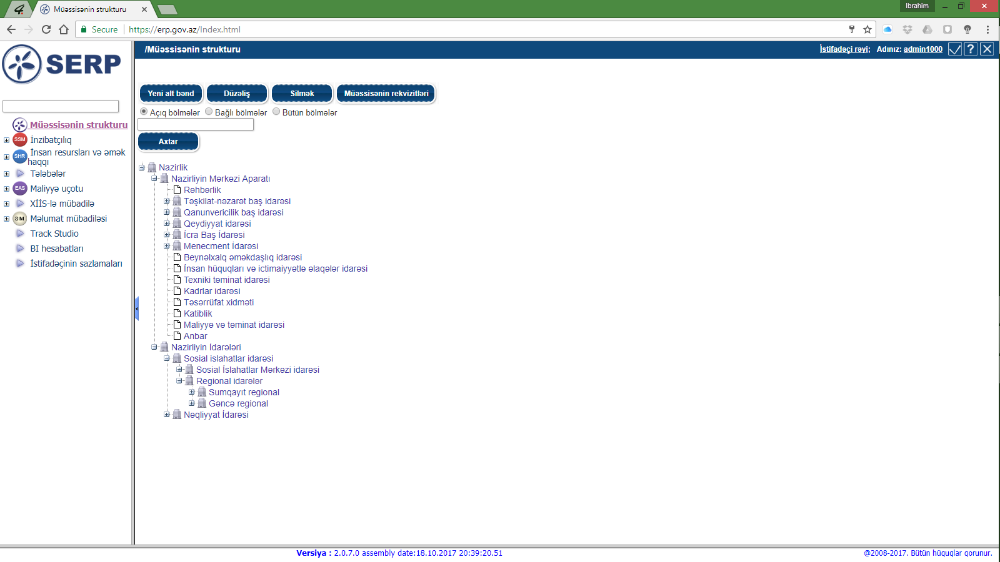 Müəssisənin strukturu
Ibrahim
Secure https://erp.gov.az/Index.html
SERP
/Müəssisənin strukturu
İstifadəçi rəyi; Adınız: admin1000
Müəssisənin strukturu
SSM İnzibatçılıq
SHR İnsan resursları və əmək
haqqı
Tələbələr
EAS Maliyyə uçotu
XİİS-lə mübadilə
SIM Məlumat mübadiləsi
Track Studio
BI hesabatları
İstifadəçinin sazlamaları
Yeni alt bənd Düzəliş Silmək Müəssisənin rekvizitləri
Açıq bölmələr Bağlı bölmələr Bütün bölmələr
Axtar
Nazirlik
Nazirliyin Mərkəzi Aparatı
Rəhbərlik
Təşkilat-nəzarət baş idarəsi
Qanunvericilik baş idarəsi
Qeydiyyat idarəsi
İcra Baş İdarəsi
Menecment İdarəsi
Beynəlxalq əməkdaşlıq idarəsi
İnsan hüquqları və ictimaiyyətlə əlaqələr idarəsi
Texniki təminat idarəsi
Kadrlar idarəsi
Təsərrüfat xidməti
Katiblik
Maliyyə və təminat idarəsi
Anbar
Nazirliyin İdarələri
Sosial islahatlar idarəsi
Sosial İslahatlar Mərkəzi idarəsi
Regional idarələr
Sumqayıt regional
Gəncə regional
Nəqliyyat İdarəsi
Versiya : 2.0.7.0 assembly date:18.10.2017 20:39:20.51
@2008-2017. Bütün hüquqlar qorunur.